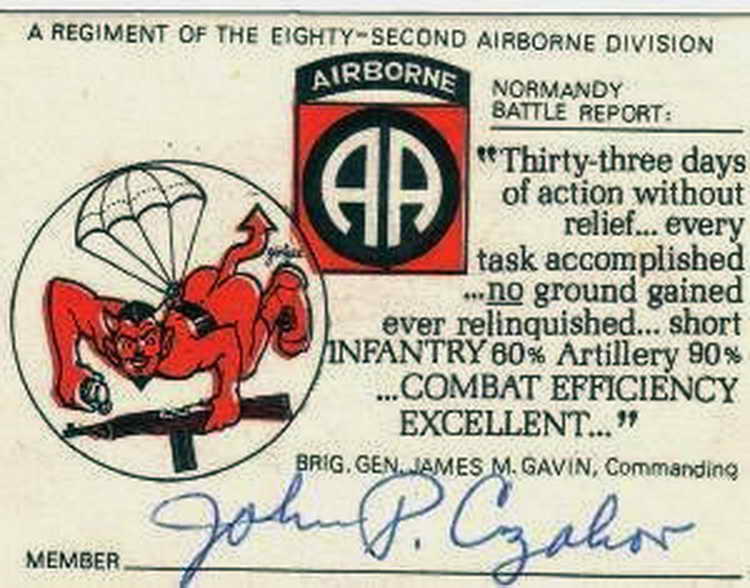 A REGIMENT OF THE EIGHTY-SECOND AIRBORNE DIVISION
AIRBORNE
AA
NORMANDY
BATTLE REPORT:
"Thirty-three days
of action without
relief... every
task accomplished
...no ground gained
ever relinquished... short
INFANTRY 60% Artillery 90%
...COMBAT EFFICIENCY
EXCELLENT..."
BRIG. GEN. JAMES M. GAVIN, Commanding
John P. Czahor
MEMBER